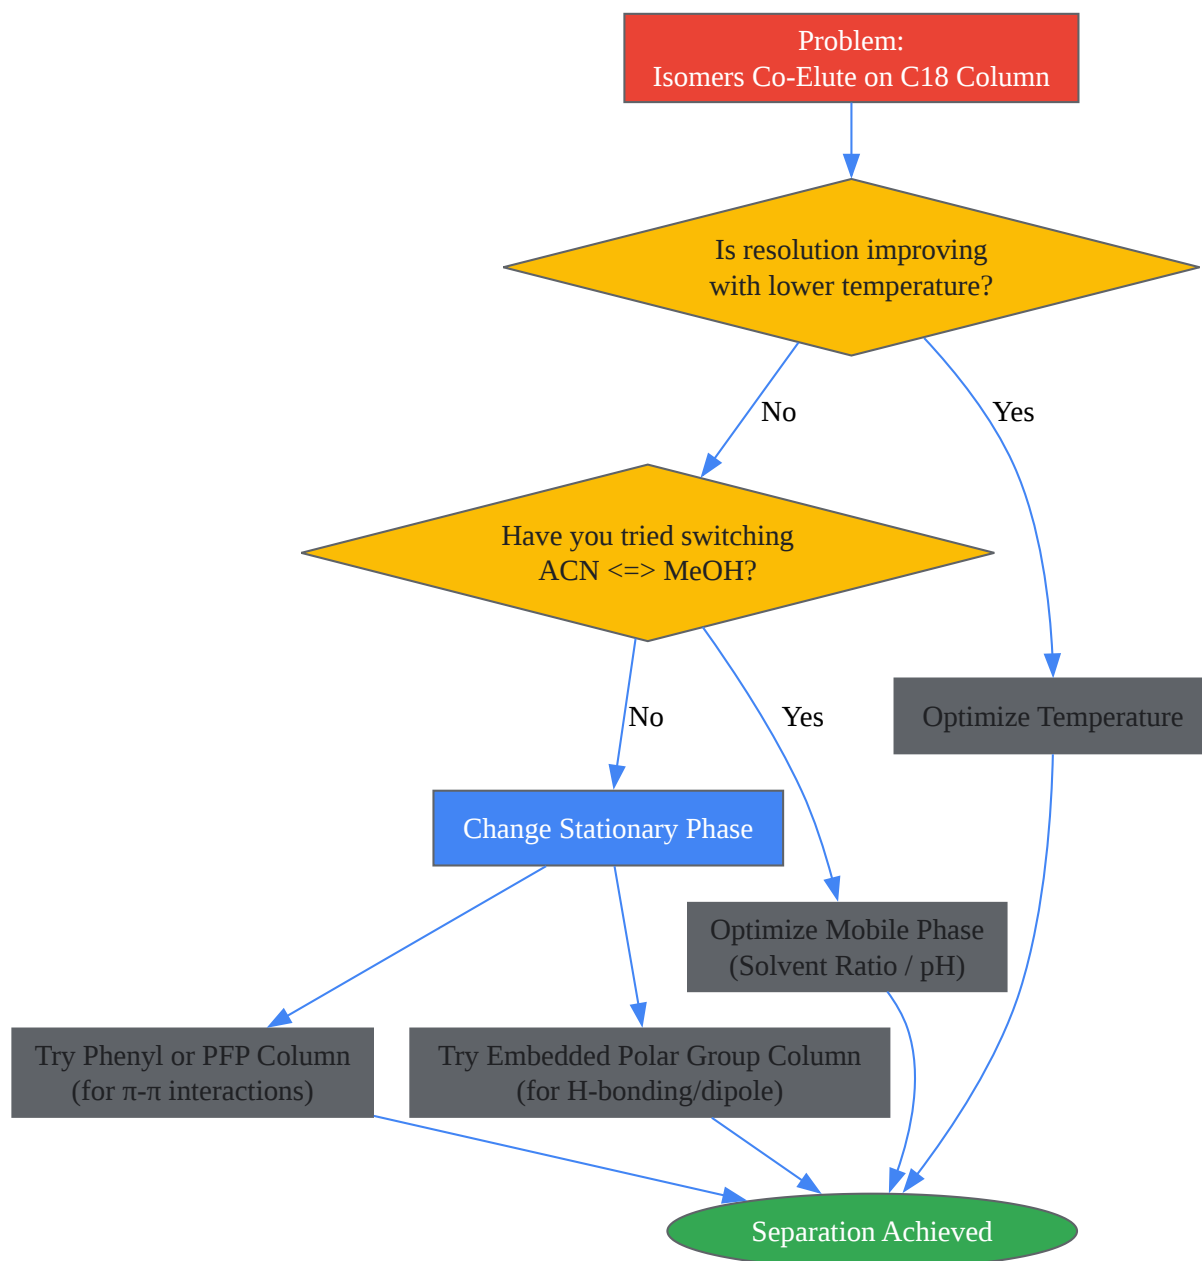 Problem:
Isomers Co-Elute on C18 Column
Is resolution improving
with lower temperature?
No
Yes
Have you tried switching
ACN <=> MeOH?
No
Yes
Optimize Temperature
Change Stationary Phase
Optimize Mobile Phase
(Solvent Ratio / pH)
Try Phenyl or PFP Column
(for π-π interactions)
Try Embedded Polar Group Column
(for H-bonding/dipole)
Separation Achieved